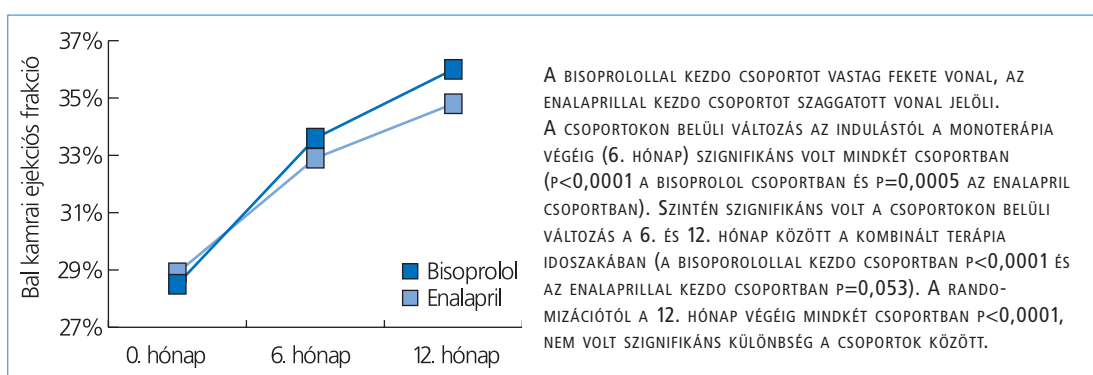 37%
35%
33%
31%
29%
27%
Bal kamrai ejekciós frakció
Bisoprolol
Enalapril
0. hónap
6. hónap
12. hónap
A BISOPROLOLLAL KEZDO CSOPORTOT VASTAG FEKETE VONAL, AZ
ENALAPRILLAL KEZDO CSOPORTOT SZAGGATOTT VONAL JELÖLI.
A CSOPORTOKON BELÜLI VÁLTOZÁS AZ INDULÁSTÓL A MONOTERÁPIA
VÉGÉIG (6. HÓNAP) SZIGNIFIKÁNS VOLT MINDKÉT CSOPORTBAN
(P<0,0001 A BISOPROLOL CSOPORTBAN ÉS P=0,0005 AZ ENALAPRIL
CSOPORTBAN). SZINTÉN SZIGNIFIKÁNS VOLT A CSOPORTOKON BELÜLI
VÁLTOZÁS A 6. ÉS 12. HÓNAP KÖZÖTT A KOMBINÁLT TERÁPIA
IDOSZAKÁBAN (A BISOPOROLOLLAL KEZDO CSOPORTBAN P<0,0001 ÉS
AZ ENALAPRILLAL KEZDO CSOPORTBAN P=0,053). A RANDO-
MIZÁCIÓTÓL A 12. HÓNAP VÉGÉIG MINDKÉT CSOPORTBAN P<0,0001,
NEM VOLT SZIGNIFIKÁNS KÜLÖNBSÉG A CSOPORTOK KÖZÖTT.